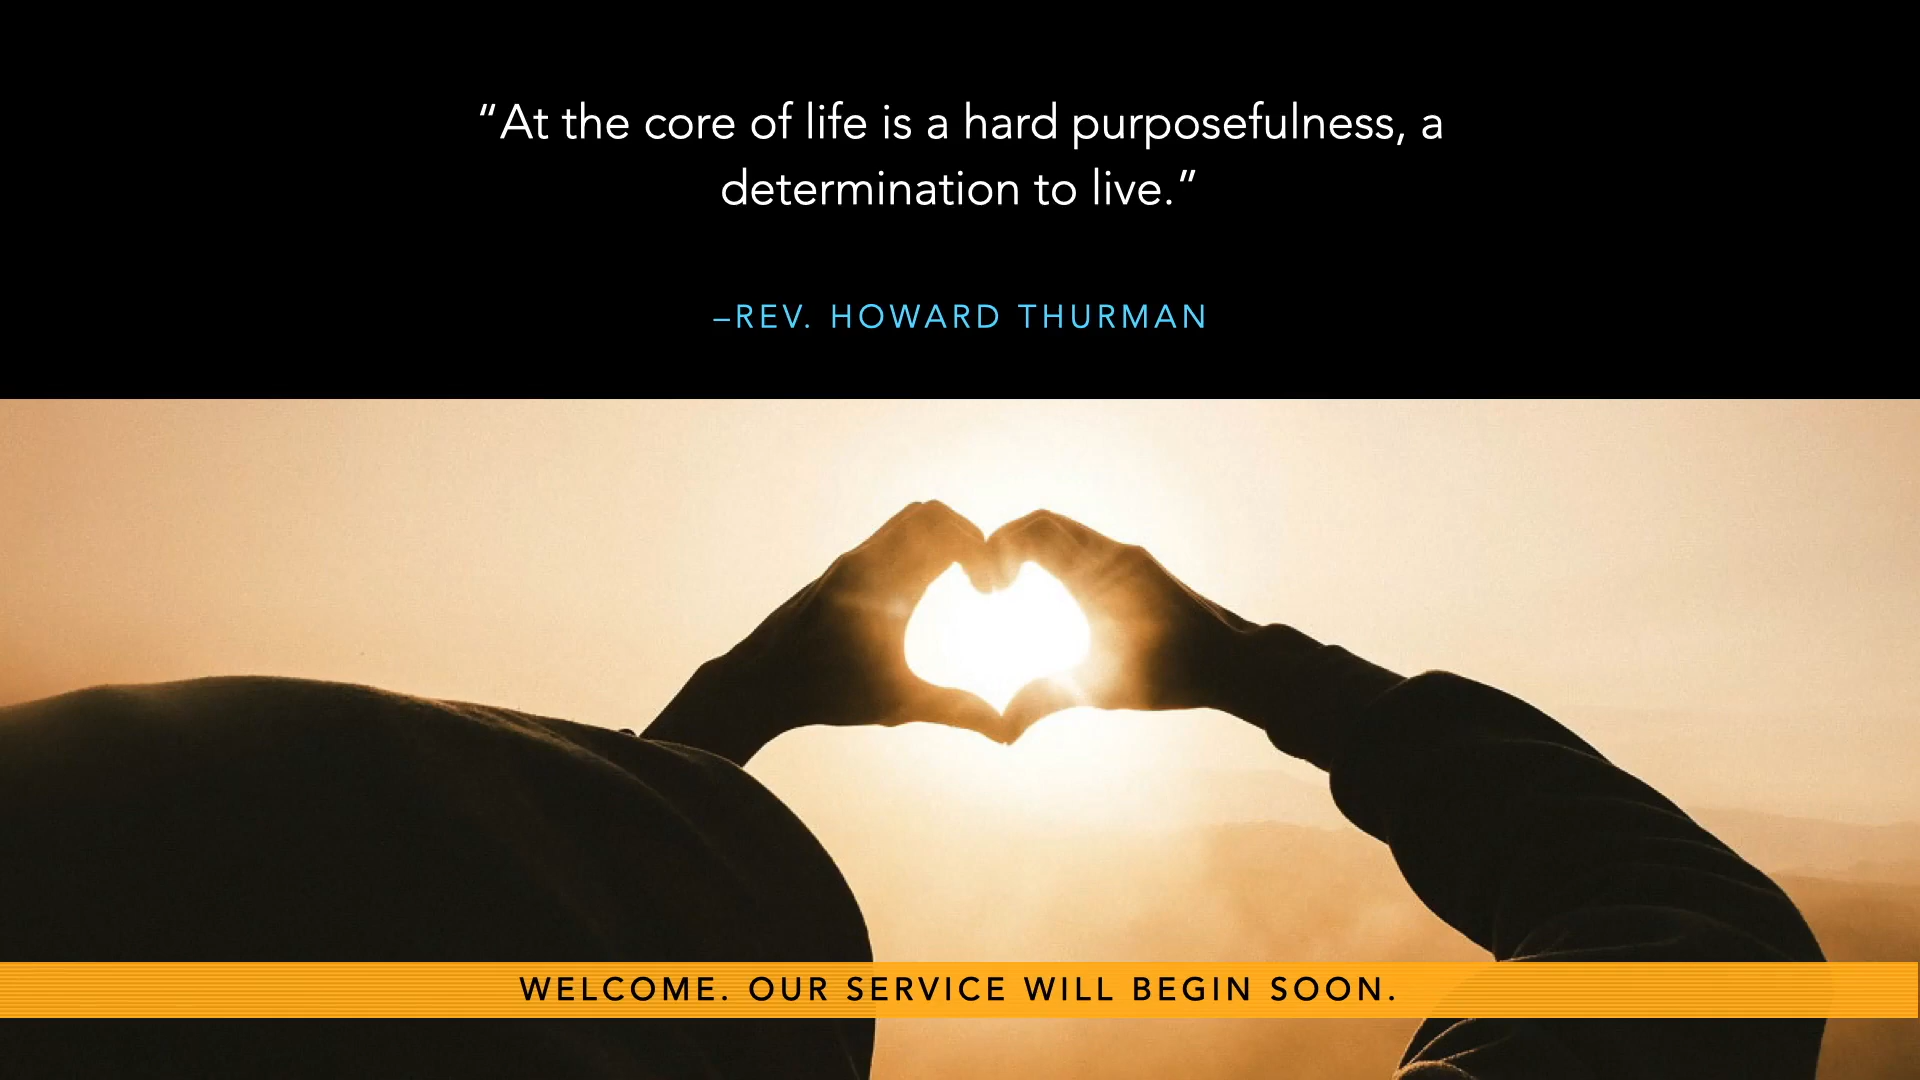 “At the core of life is a hard purposefulness, a
determination to live.”
–REV. HOWARD THURMAN
WELCOME. OUR SERVICE WILL BEGIN SOON.